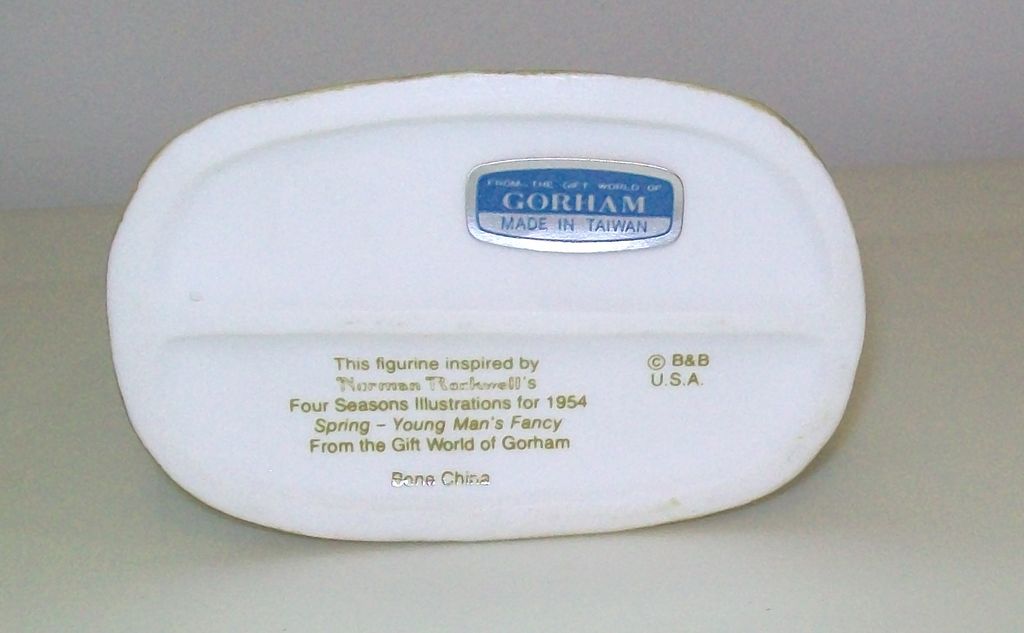 FROM THE GIFT WORLD OF
GORHAM
MADE IN TAIWAN
This figurine inspired by
Norman Rockwell's
Four Seasons Illustrations for 1954
Spring – Young Man's Fancy
From the Gift World of Gorham
Bone China
© B&B
U.S.A.